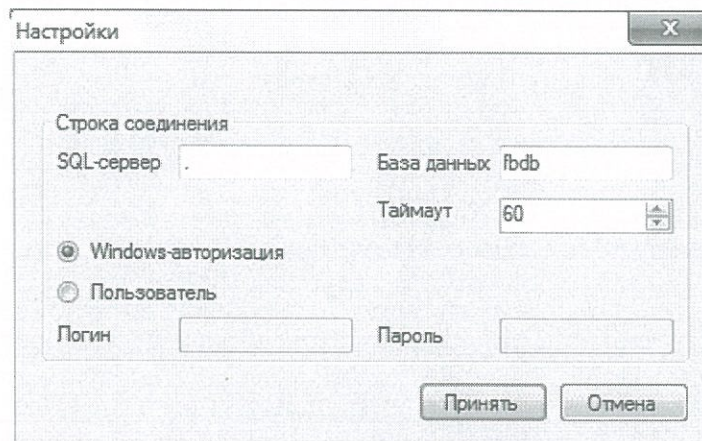 Настройки
Строка соединения
SQL-сервер . База данных fbdb
Таймаут 60
Windows-авторизация
Пользователь
Логин Пароль
Принять Отмена